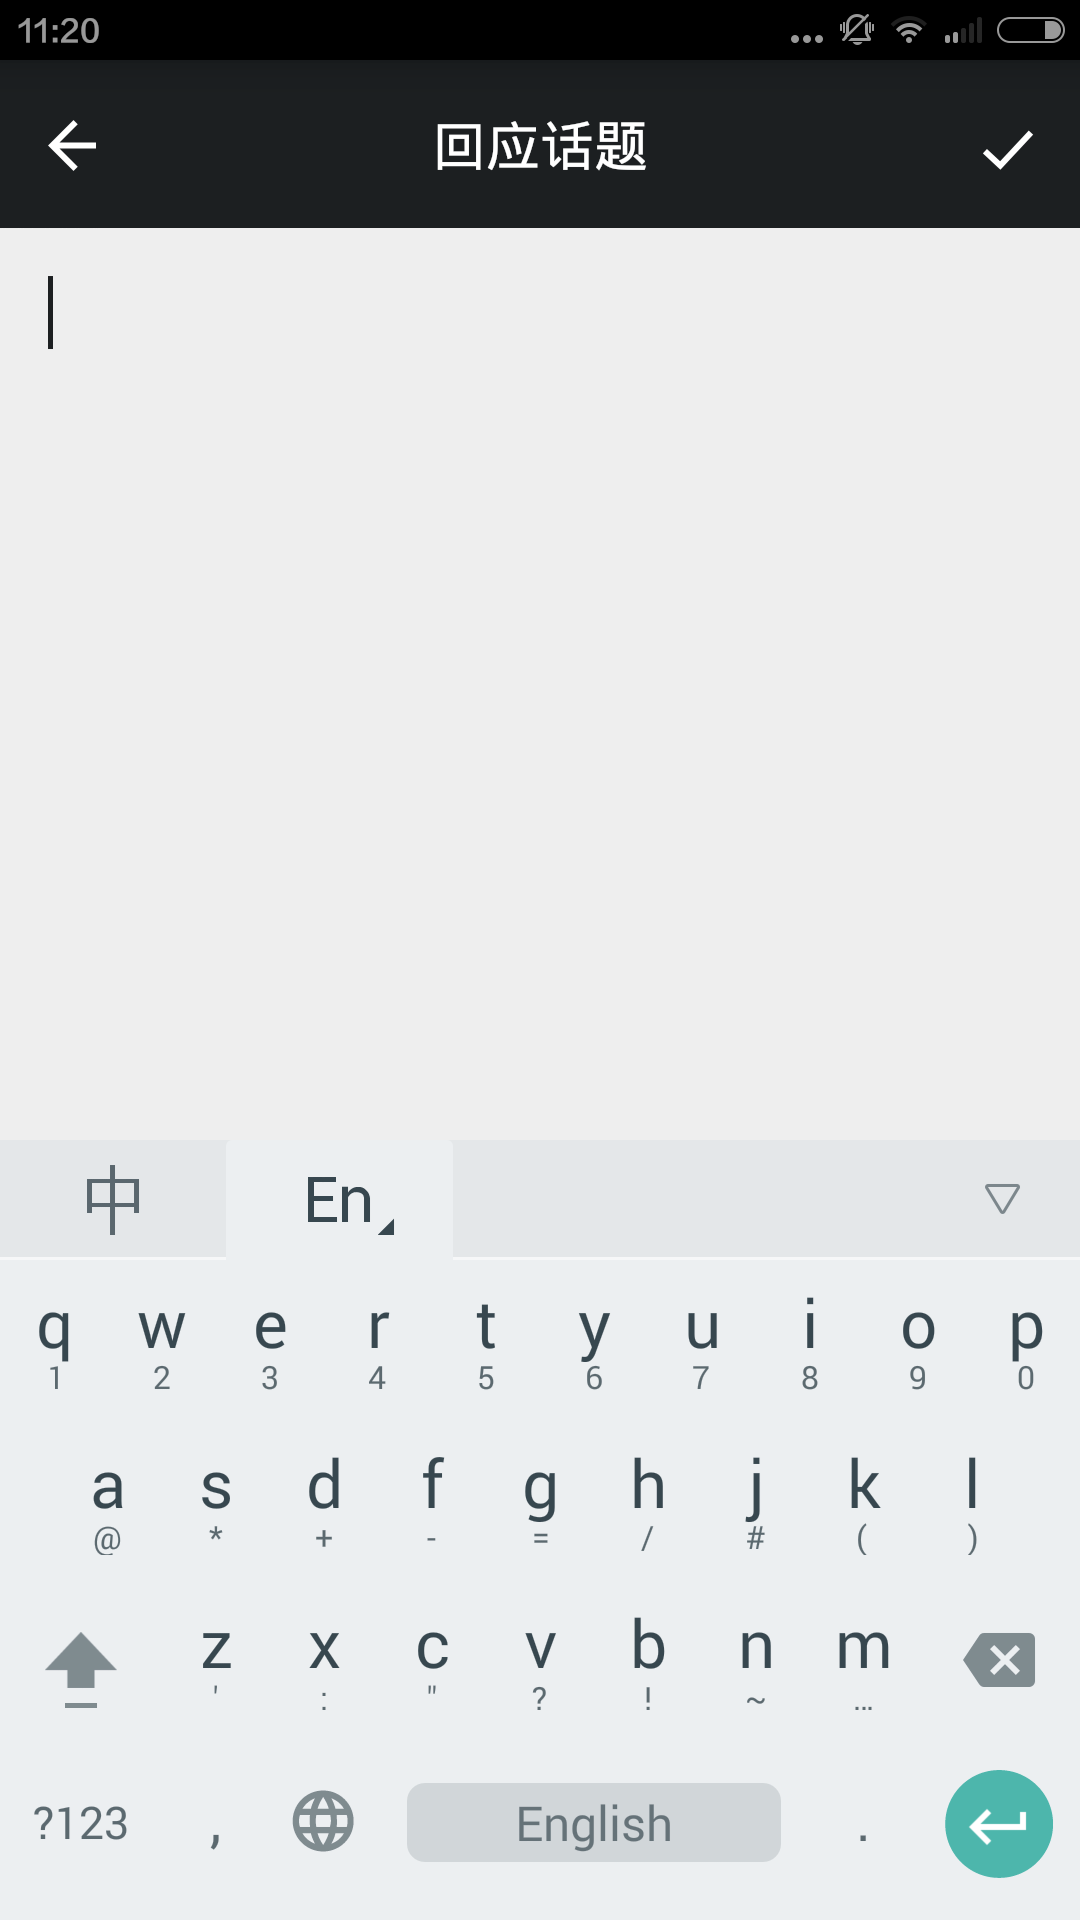 11:20
回应话题
中 En
q w e r t y u i o p
1 2 3 4 5 6 7 8 9 0
a s d f g h j k l
@ * + - = / # ( )
z x c v b n m
' : " ? ! ~ …
?123 , English .